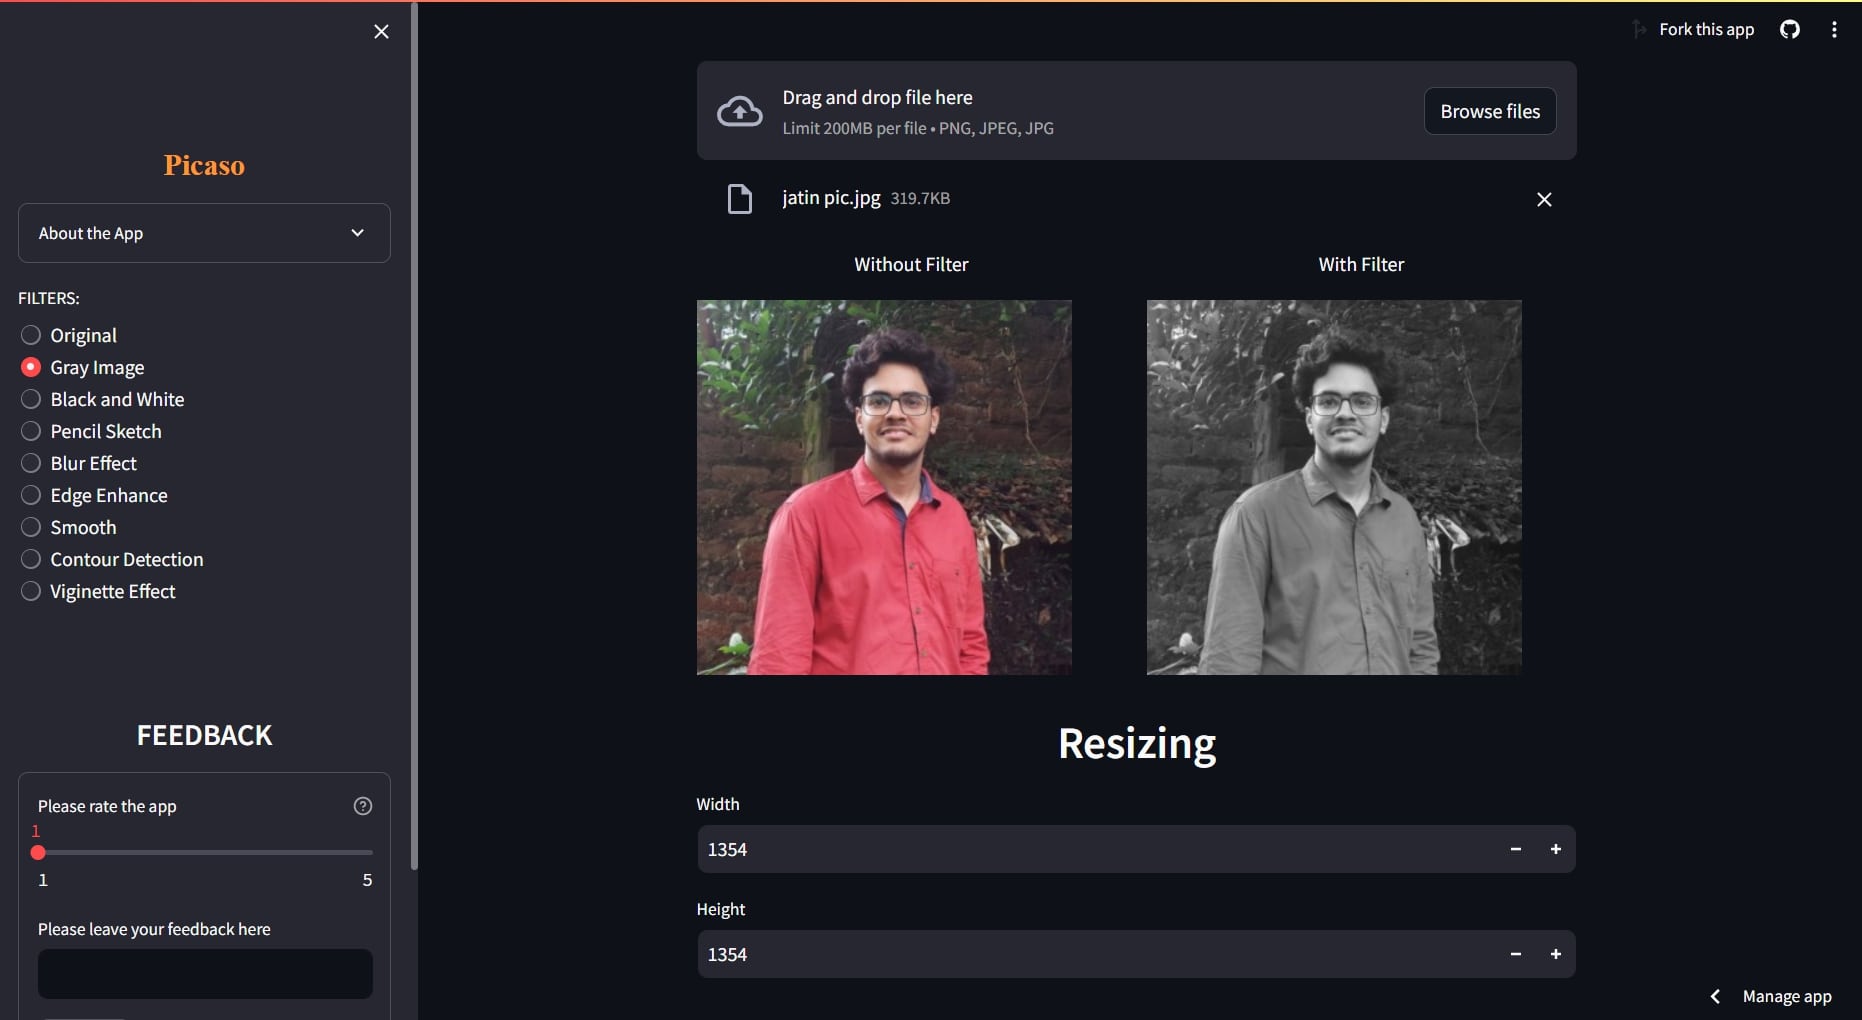 Fork this app
Picaso
About the App
FILTERS:
Original
Gray Image
Black and White
Pencil Sketch
Blur Effect
Edge Enhance
Smooth
Contour Detection
Viginette Effect
FEEDBACK
Please rate the app
1
1 5
Please leave your feedback here
Drag and drop file here
Limit 200MB per file • PNG, JPEG, JPG
Browse files
jatin pic.jpg 319.7KB
Without Filter
With Filter
Resizing
Width
1354
Height
1354
Manage app